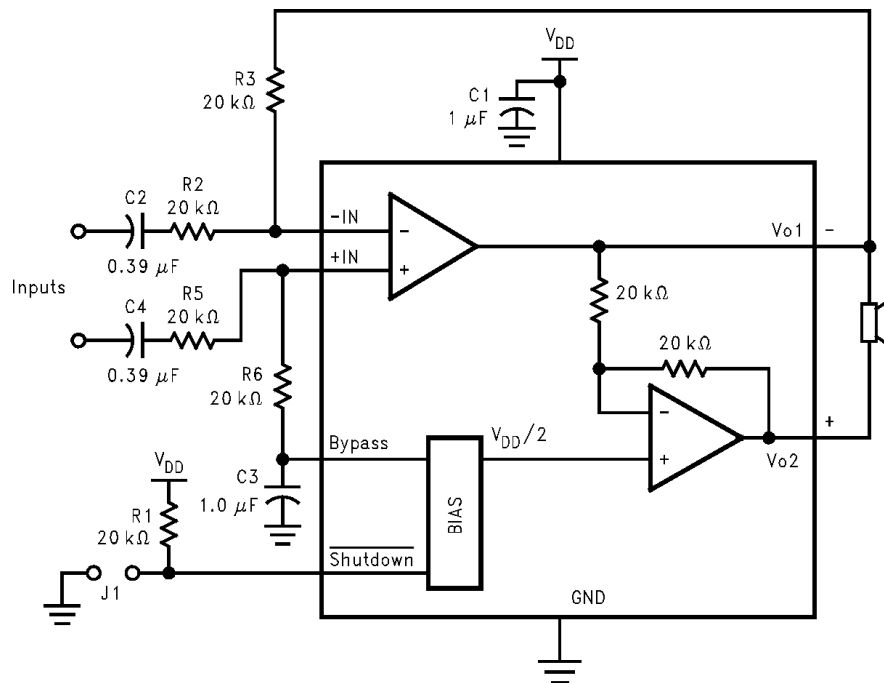 V_DD
R3
20 kΩ
C1
1 μF
C2
R2
20 kΩ
0.39 μF
-IN
-
+IN
+
Vo1
-
Inputs
C4
R5
20 kΩ
0.39 μF
20 kΩ
20 kΩ
R6
20 kΩ
Bypass
V_DD/2
-
+
+
Vo2
C3
1.0 μF
BIAS
V_DD
R1
20 kΩ
Shutdown
J1
GND